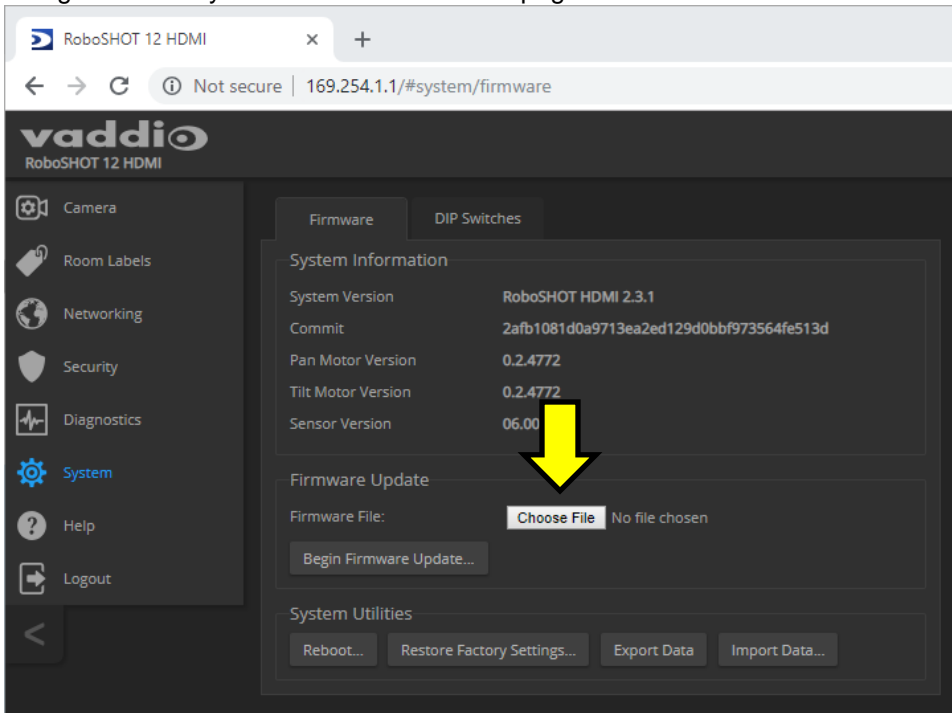 RoboSHOT 12 HDMI
Not secure | 169.254.1.1/#system/firmware
vaddio
RoboSHOT 12 HDMI
Camera
Room Labels
Networking
Security
Diagnostics
System
Help
Logout
Firmware DIP Switches
System Information
System Version RoboSHOT HDMI 2.3.1
Commit 2afb1081d0a9713ea2ed129d0bbf973564fe513d
Pan Motor Version 0.2.4772
Tilt Motor Version 0.2.4772
Sensor Version 06.00
Firmware Update
Firmware File: Choose File No file chosen
Begin Firmware Update...
System Utilities
Reboot... Restore Factory Settings... Export Data Import Data...